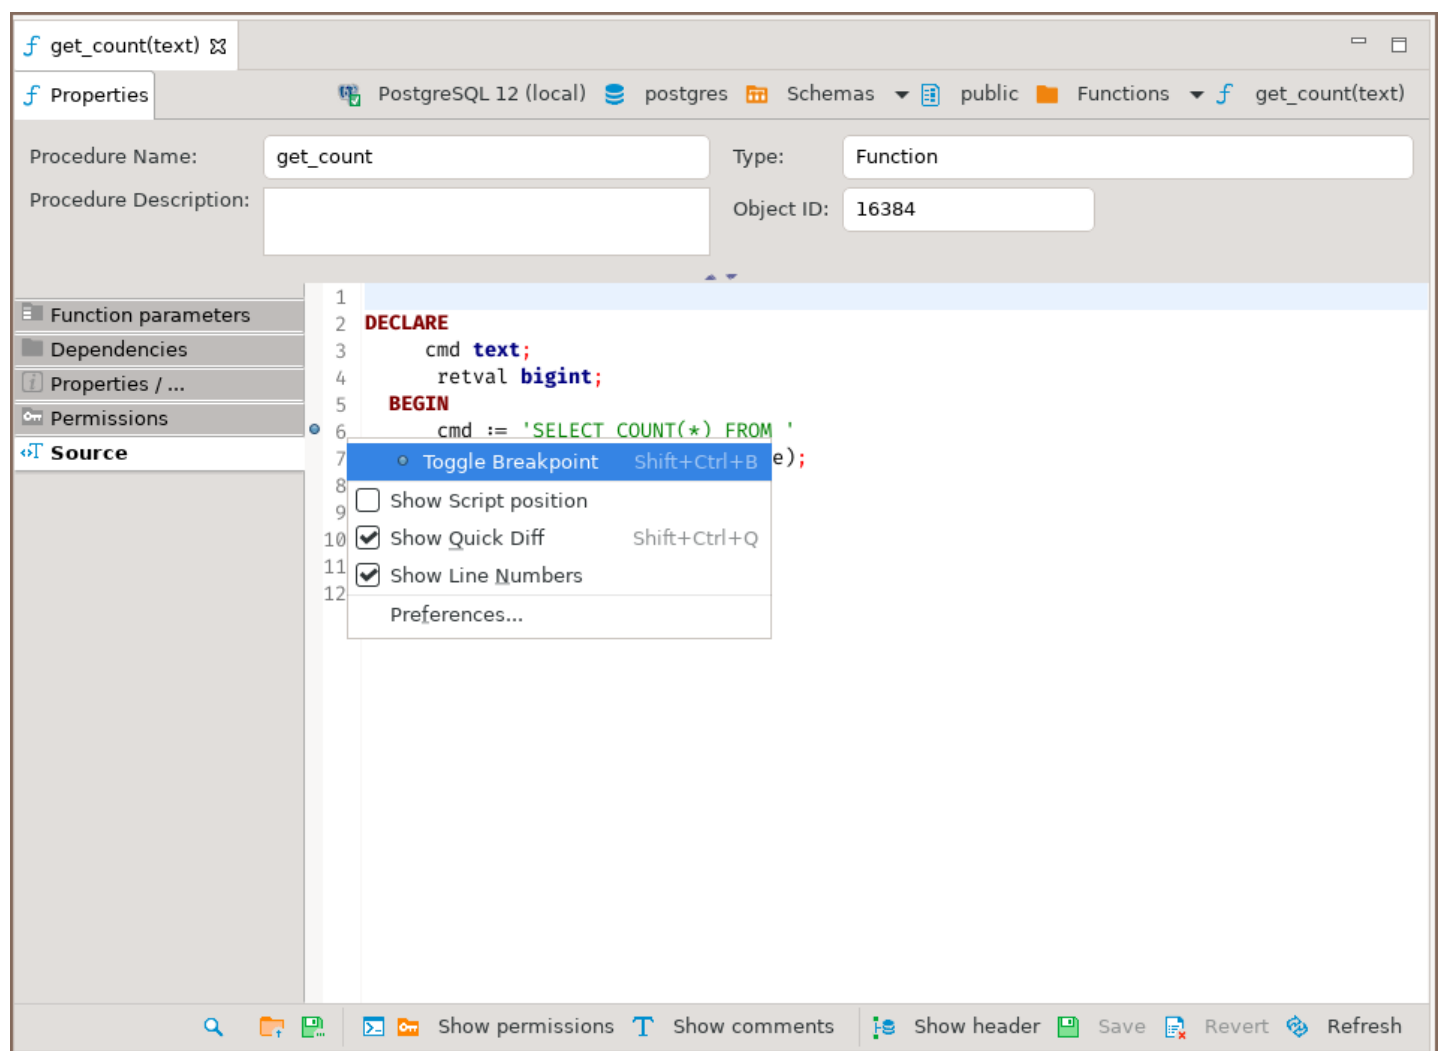 get_count(text)
Properties PostgreSQL 12 (local) postgres Schemas public Functions get_count(text)
Procedure Name: get_count Type: Function
Procedure Description: Object ID: 16384
Function parameters
Dependencies
Properties / ...
Permissions
Source
1
2 DECLARE
3 cmd text;
4 retval bigint;
5 BEGIN
6 cmd := 'SELECT COUNT(*) FROM '
7 e);
8
9
10
11
12
Toggle Breakpoint Shift+Ctrl+B
Show Script position
Show Quick Diff Shift+Ctrl+Q
Show Line Numbers
Preferences...
Show permissions Show comments Show header Save Revert Refresh